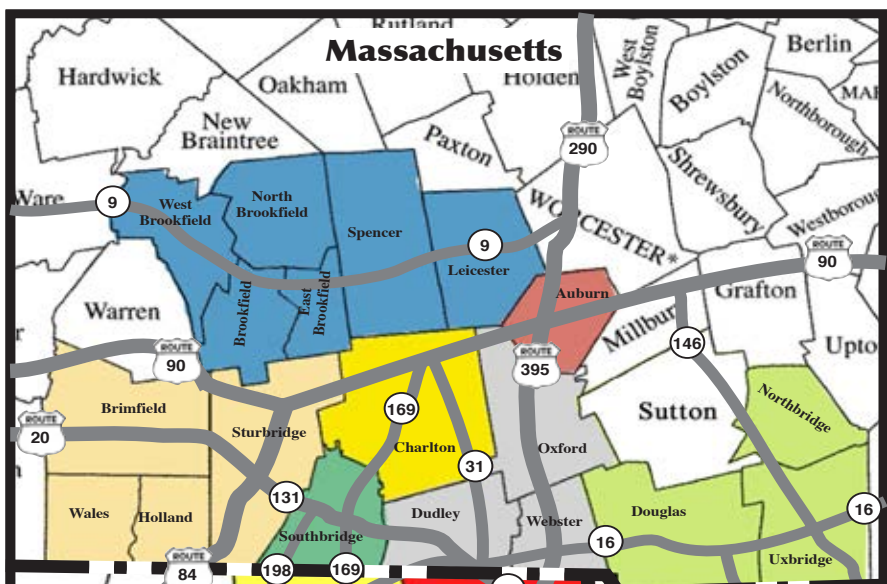 Rutland
Massachusetts
Berlin
Hardwick
Oakham
Holden
West
Boylston
Boylston
Northborough
New
Braintree
Paxton
ROUTE
290
Shrewsbury
Ware
9
West
Brookfield
North
Brookfield
Spencer
9
Leicester
WORCESTER*
ROUTE
90
Auburn
Grafton
Warren
Brookfield
East
Brookfield
Millbur
146
Upto
ROUTE
90
ROUTE
395
ROUTE
20
Brimfield
Sturbridge
169
Charlton
31
Oxford
Sutton
Northbridge
Wales
Holland
131
Southbridge
Dudley
Webster
Douglas
16
16
Uxbridge
ROUTE
84
198
169